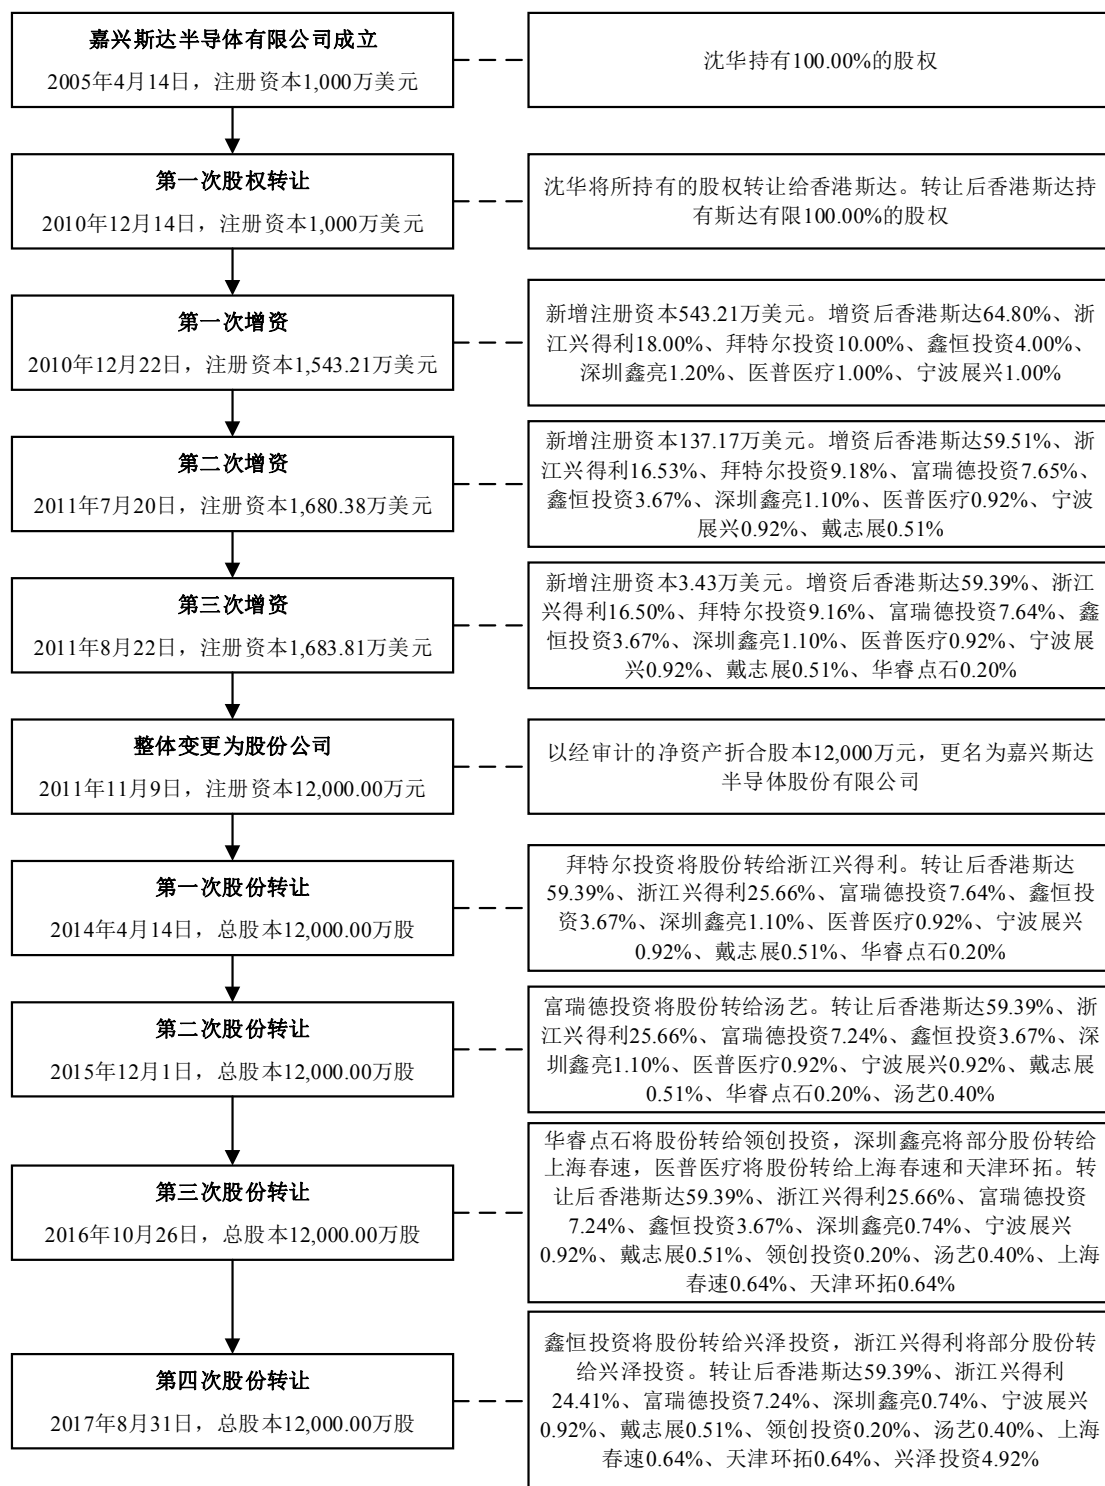 嘉兴斯达半导体有限公司成立
2005年4月14日，注册资本1,000万美元
沈华持有100.00%的股权
第一次股权转让
2010年12月14日，注册资本1,000万美元
沈华将所持有的股权转让给香港斯达。转让后香港斯达持
有斯达有限100.00%的股权
第一次增资
2010年12月22日，注册资本1,543.21万美元
新增注册资本543.21万美元。增资后香港斯达64.80%、浙
江兴得利18.00%、拜特尔投资10.00%、鑫恒投资4.00%、
深圳鑫亮1.20%、医普医疗1.00%、宁波展兴1.00%
第二次增资
2011年7月20日，注册资本1,680.38万美元
新增注册资本137.17万美元。增资后香港斯达59.51%、浙
江兴得利16.53%、拜特尔投资9.18%、富瑞德投资7.65%、
鑫恒投资3.67%、深圳鑫亮1.10%、医普医疗0.92%、宁波
展兴0.92%、戴志展0.51%
第三次增资
2011年8月22日，注册资本1,683.81万美元
新增注册资本3.43万美元。增资后香港斯达59.39%、浙江
兴得利16.50%、拜特尔投资9.16%、富瑞德投资7.64%、鑫
恒投资3.67%、深圳鑫亮1.10%、医普医疗0.92%、宁波展
兴0.92%、戴志展0.51%、华睿点石0.20%
整体变更为股份公司
2011年11月9日，注册资本12,000.00万元
以经审计的净资产折合股本12,000万元，更名为嘉兴斯达
半导体股份有限公司
第一次股份转让
2014年4月14日，总股本12,000.00万股
拜特尔投资将股份转给浙江兴得利。转让后香港斯达
59.39%、浙江兴得利25.66%、富瑞德投资7.64%、鑫恒投
资3.67%、深圳鑫亮1.10%、医普医疗0.92%、宁波展兴
0.92%、戴志展0.51%、华睿点石0.20%
第二次股份转让
2015年12月1日，总股本12,000.00万股
富瑞德投资将股份转给汤艺。转让后香港斯达59.39%、浙
江兴得利25.66%、富瑞德投资7.24%、鑫恒投资3.67%、深
圳鑫亮1.10%、医普医疗0.92%、宁波展兴0.92%、戴志展
0.51%、华睿点石0.20%、汤艺0.40%
第三次股份转让
2016年10月26日，总股本12,000.00万股
华睿点石将股份转给领创投资，深圳鑫亮将部分股份转给
上海春速，医普医疗将股份转给上海春速和天津环拓。转
让后香港斯达59.39%、浙江兴得利25.66%、富瑞德投资
7.24%、鑫恒投资3.67%、深圳鑫亮0.74%、宁波展兴
0.92%、戴志展0.51%、领创投资0.20%、汤艺0.40%、上海
春速0.64%、天津环拓0.64%
第四次股份转让
2017年8月31日，总股本12,000.00万股
鑫恒投资将股份转给兴泽投资，浙江兴得利将部分股份转
给兴泽投资。转让后香港斯达59.39%、浙江兴得利
24.41%、富瑞德投资7.24%、深圳鑫亮0.74%、宁波展兴
0.92%、戴志展0.51%、领创投资0.20%、汤艺0.40%、上海
春速0.64%、天津环拓0.64%、兴泽投资4.92%